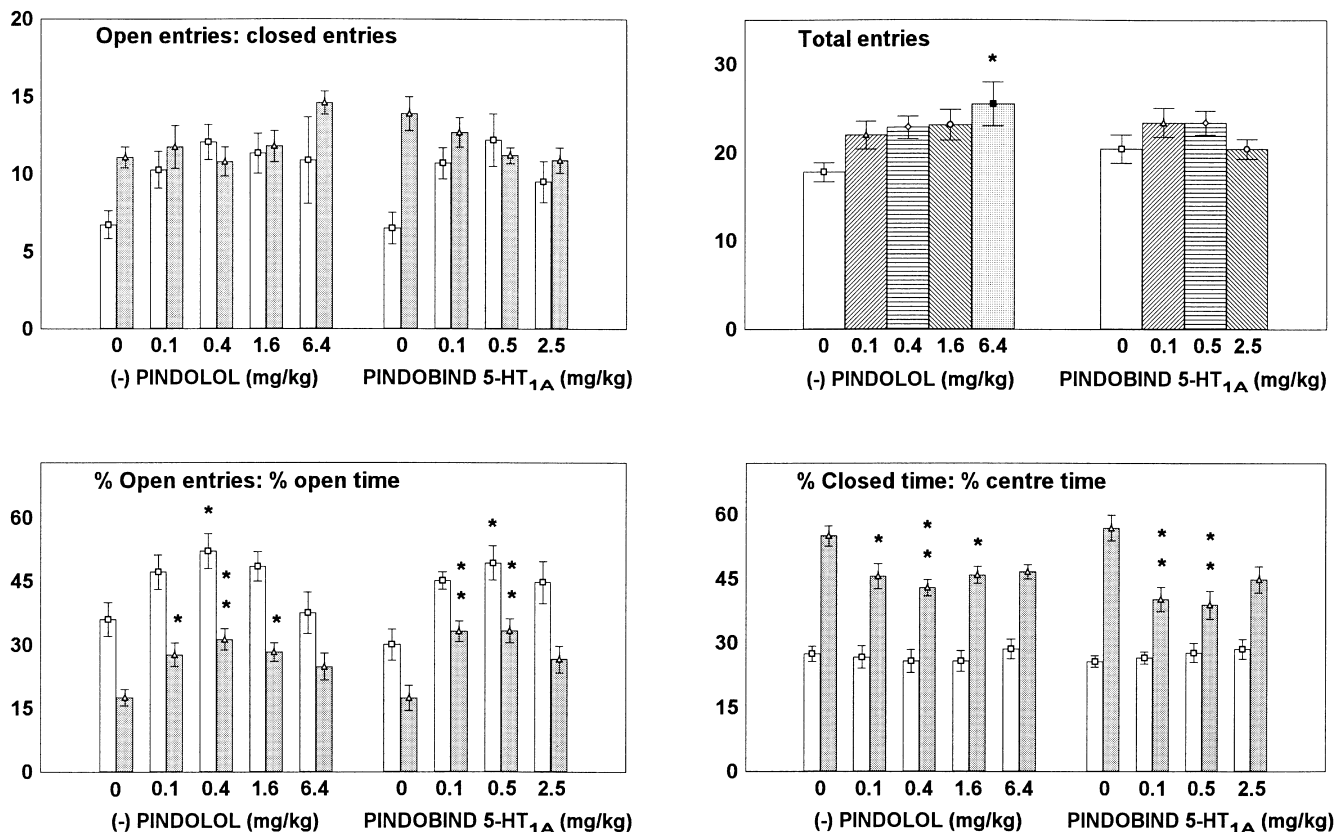 Open entries: closed entries
20
15
10
5
0
0 0.1 0.4 1.6 6.4 0 0.1 0.5 2.5
(-) PINDOLOL (mg/kg) PINDOBIND 5-HT1A (mg/kg)
Total entries
*
30
20
10
0
0 0.1 0.4 1.6 6.4 0 0.1 0.5 2.5
(-) PINDOLOL (mg/kg) PINDOBIND 5-HT1A (mg/kg)
% Open entries: % open time
60
45
30
15
0
* * * * * * * * * *
0 0.1 0.4 1.6 6.4 0 0.1 0.5 2.5
(-) PINDOLOL (mg/kg) PINDOBIND 5-HT1A (mg/kg)
% Closed time: % centre time
60
45
30
15
0
* * * * * * * *
0 0.1 0.4 1.6 6.4 0 0.1 0.5 2.5
(-) PINDOLOL (mg/kg) PINDOBIND 5-HT1A (mg/kg)